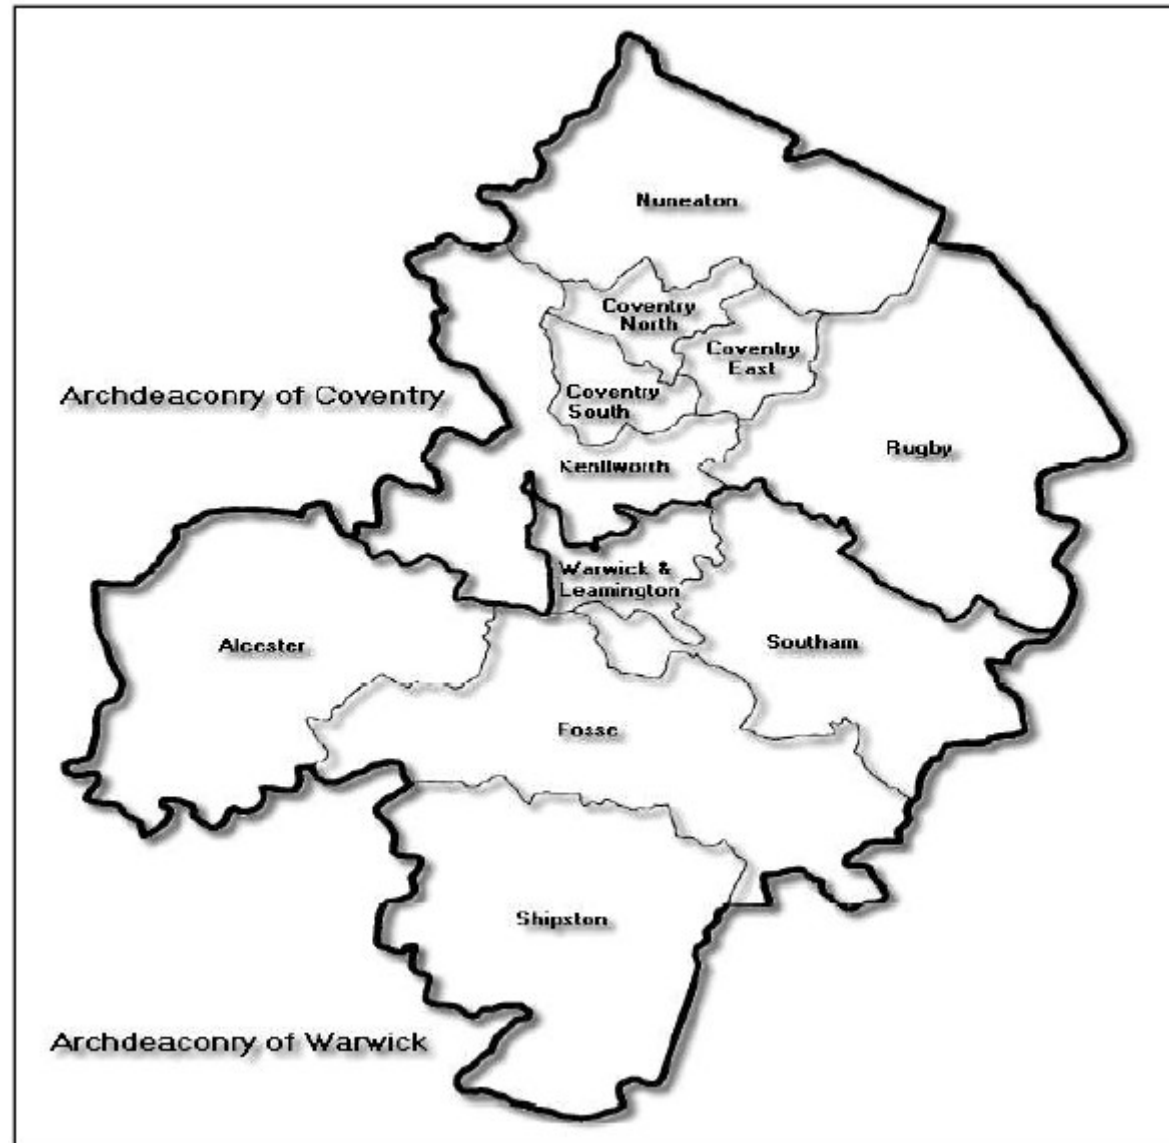 Nuneaton
Coventry
North
Coventry
East
Archdeaconry of Coventry
Coventry
South
Rugby
Kenilworth
Warwick &
Leamington
Alcester
Southam
Fosse
Shipston
Archdeaconry of Warwick